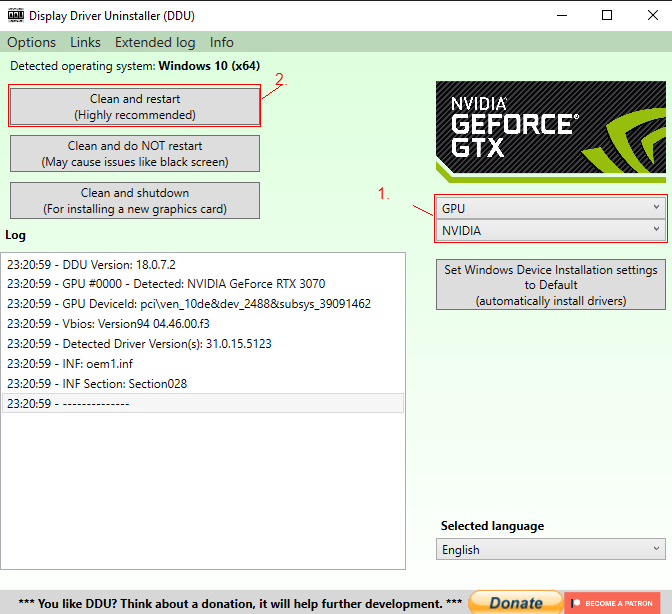 Display Driver Uninstaller (DDU)
Options Links Extended log Info
Detected operating system: Windows 10 (x64)
2.
Clean and restart
(Highly recommended)
Clean and do NOT restart
(May cause issues like black screen)
Clean and shutdown
(For installing a new graphics card)
NVIDIA®
GEFORCE®
GTX
1.
GPU
NVIDIA
Set Windows Device Installation settings
to Default
(automatically install drivers)
Log
23:20:59 - DDU Version: 18.0.7.2
23:20:59 - GPU #0000 - Detected: NVIDIA GeForce RTX 3070
23:20:59 - GPU DeviceId: pci\ven_10de&dev_2488&subsys_39091462
23:20:59 - Vbios: Version94 04.46.00.f3
23:20:59 - Detected Driver Version(s): 31.0.15.5123
23:20:59 - INF: oem1.inf
23:20:59 - INF Section: Section028
23:20:59 - --------------
Selected language
English
*** You like DDU? Think about a donation, it will help further development. ***
Donate
BECOME A PATRON